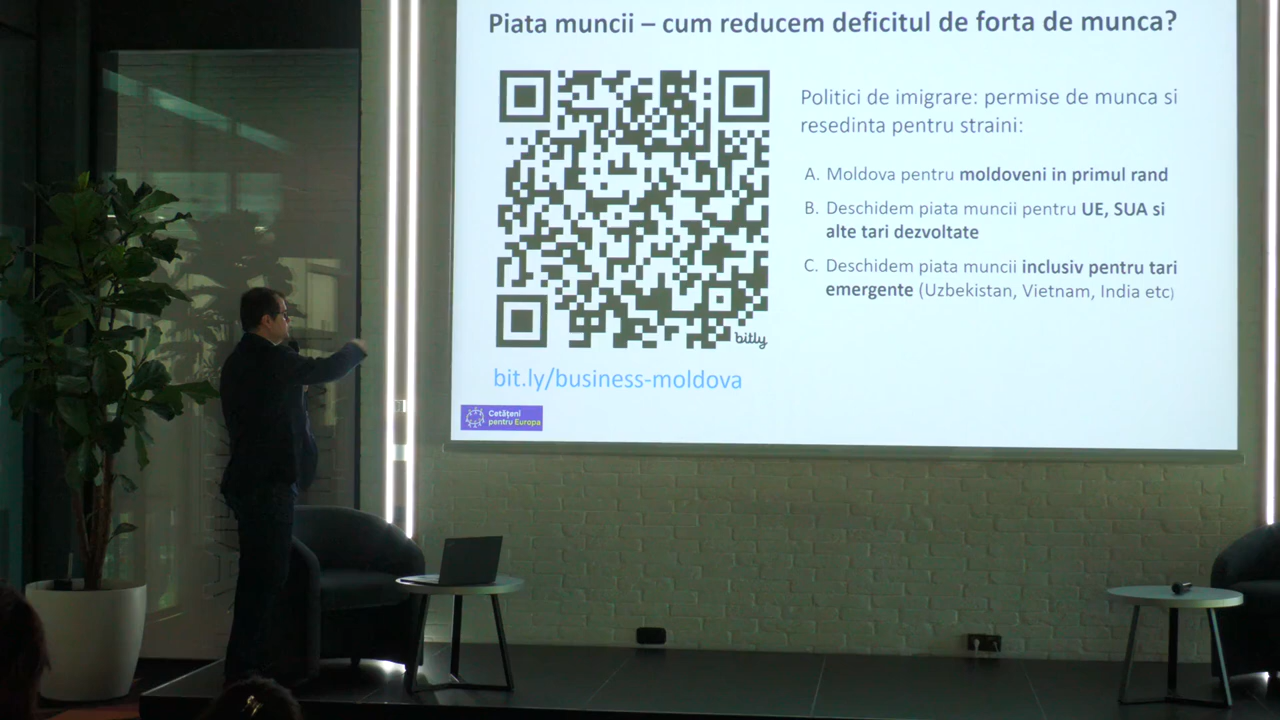 Piata muncii – cum reducem deficitul de forta de munca?
Politici de imigrare: permise de munca si
resedinta pentru straini:
A. Moldova pentru moldoveni in primul rand
B. Deschidem piata muncii pentru UE, SUA si
alte tari dezvoltate
C. Deschidem piata muncii inclusiv pentru tari
emergente (Uzbekistan, Vietnam, India etc)
bitly
bit.ly/business-moldova
Cetățeni
pentru Europa